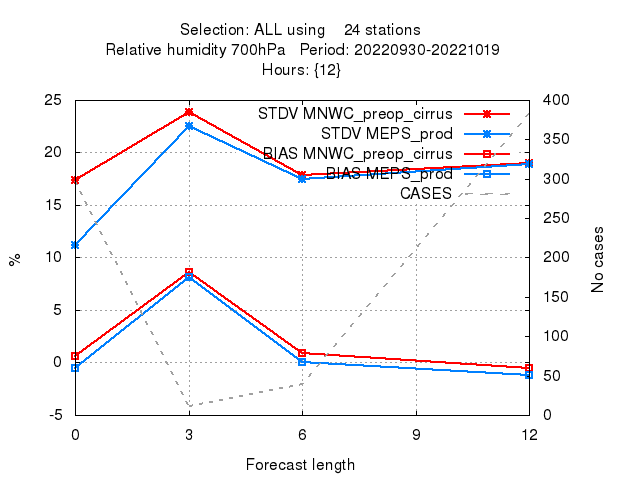 Selection: ALL using    24 stations
Relative humidity 700hPa   Period: 20220930-20221019
Hours: {12}
STDV MNWC_preop_cirrus
STDV MEPS_prod
BIAS MNWC_preop_cirrus
BIAS MEPS_prod
CASES
25
20
15
10
5
0
-5
%
400
350
300
250
200
150
100
50
0
No cases
0 3 6 9 12
Forecast length